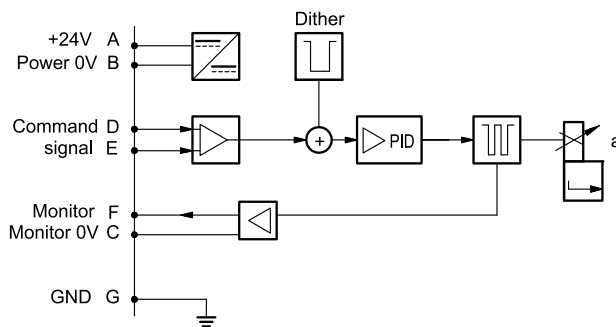 Dither
+24V A
Power 0V B
Command D
signal E
+
PID
a
Monitor F
Monitor 0V C
GND G